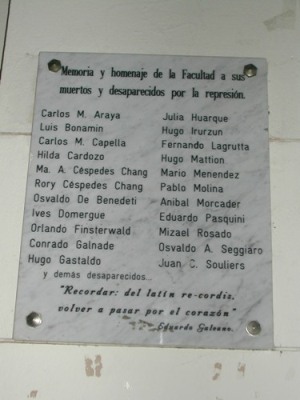 Memoria y homenaje de la Facultad a sus
muertos y desaparecidos por la represión.
Carlos M. Araya
Luis Bonamin
Carlos M. Capella
Hilda Cardozo
Ma. A. Céspedes Chang
Rory Céspedes Chang
Osvaldo De Benedeti
Ives Domergue
Orlando Finsterwald
Conrado Galnade
Hugo Gastaldo
y demás desaparecidos...
Julia Huarque
Hugo Irurzun
Fernando Lagrutta
Hugo Mattion
Mario Menendez
Pablo Molina
Anibal Morcader
Eduardo Pasquini
Mizael Rosado
Osvaldo A. Seggiaro
Juan C. Souliers
"Recordar: del latín re-cordis,
volver a pasar por el corazón"
Eduardo Galeano.